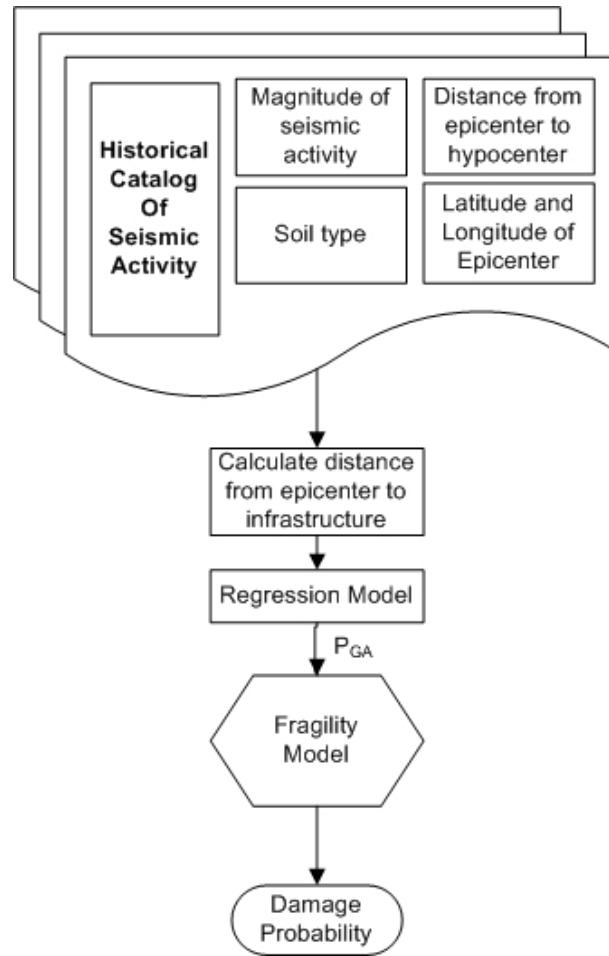 Historical
Catalog
Of
Seismic
Activity
Magnitude of
seismic
activity
Distance from
epicenter to
hypocenter
Soil type
Latitude and
Longitude of
Epicenter
Calculate distance
from epicenter to
infrastructure
Regression Model
PGA
Fragility
Model
Damage
Probability